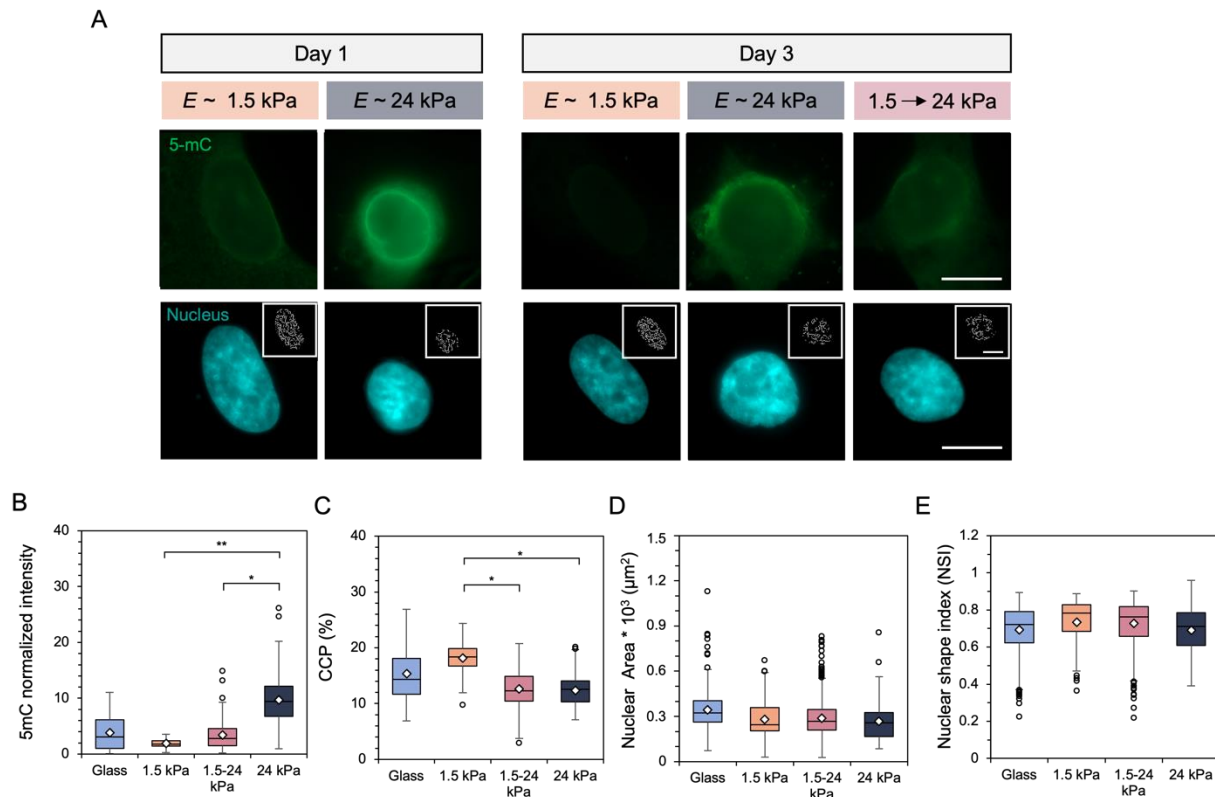 A
Day 1
Day 3
E ~ 1.5 kPa
E ~ 24 kPa
E ~ 1.5 kPa
E ~ 24 kPa
1.5 → 24 kPa
5-mC
Nucleus
B
5mC normalized intensity
40
30
20
10
0
**
*
Glass
1.5 kPa
1.5-24
kPa
24 kPa
C
CCP (%)
40
30
20
10
0
*
*
Glass
1.5 kPa
1.5-24
kPa
24 kPa
D
Nuclear Area * 10³ (µm²)
1.5
1.2
0.9
0.6
0.3
0
Glass
1.5 kPa
1.5-24
kPa
24 kPa
E
Nuclear shape index (NSI)
1.2
1
0.8
0.6
0.4
0.2
0
Glass
1.5 kPa
1.5-24
kPa
24 kPa